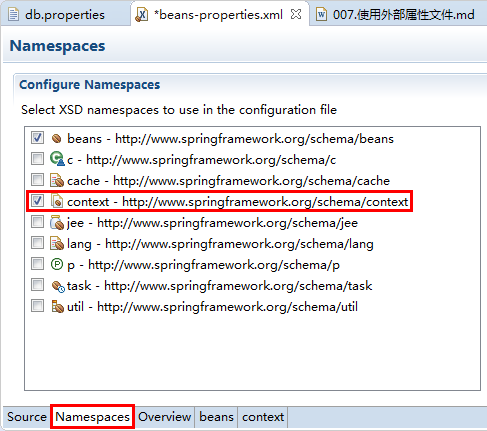 db.properties *beans-properties.xml 007.使用外部属性文件.md
Namespaces
Configure Namespaces
Select XSD namespaces to use in the configuration file
beans - http://www.springframework.org/schema/beans
c - http://www.springframework.org/schema/c
cache - http://www.springframework.org/schema/cache
context - http://www.springframework.org/schema/context
jee - http://www.springframework.org/schema/jee
lang - http://www.springframework.org/schema/lang
p - http://www.springframework.org/schema/p
task - http://www.springframework.org/schema/task
util - http://www.springframework.org/schema/util
Source Namespaces Overview beans context